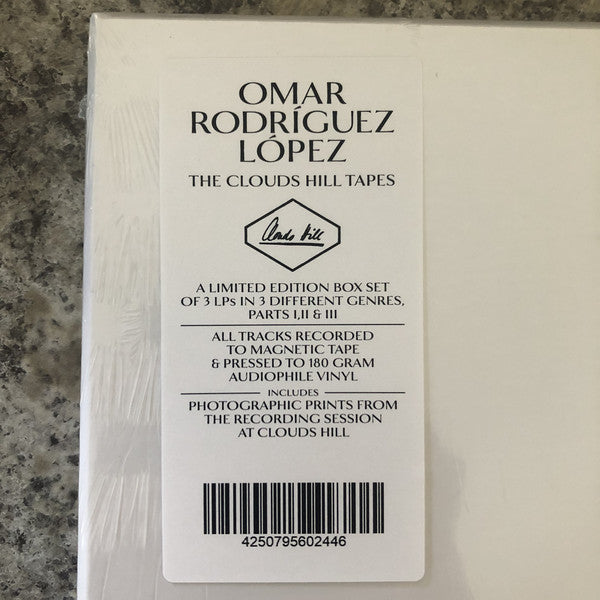 OMAR
RODRÍGUEZ
LÓPEZ
THE CLOUDS HILL TAPES
Clouds Hill
A LIMITED EDITION BOX SET
OF 3 LPs IN 3 DIFFERENT GENRES,
PARTS I,II & III
ALL TRACKS RECORDED
TO MAGNETIC TAPE
& PRESSED TO 180 GRAM
AUDIOPHILE VINYL
INCLUDES
PHOTOGRAPHIC PRINTS FROM
THE RECORDING SESSION
AT CLOUDS HILL
4250795602446